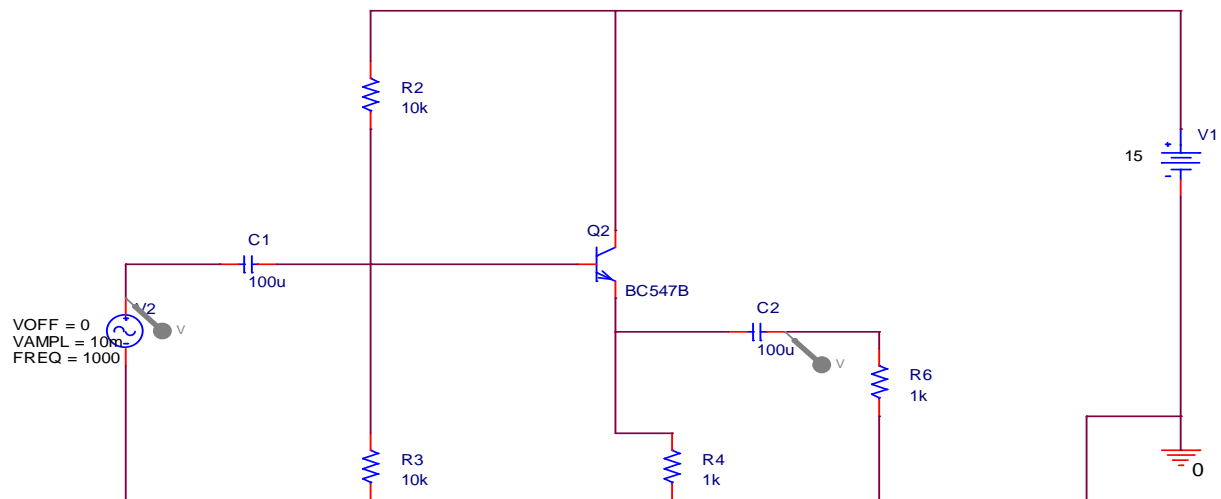 R2
10k
V1
15
Q2
C1
100u
BC547B
V2
VOFF = 0
VAMPL = 10m
FREQ = 1000
V
C2
100u
V
R6
1k
R3
10k
R4
1k
0